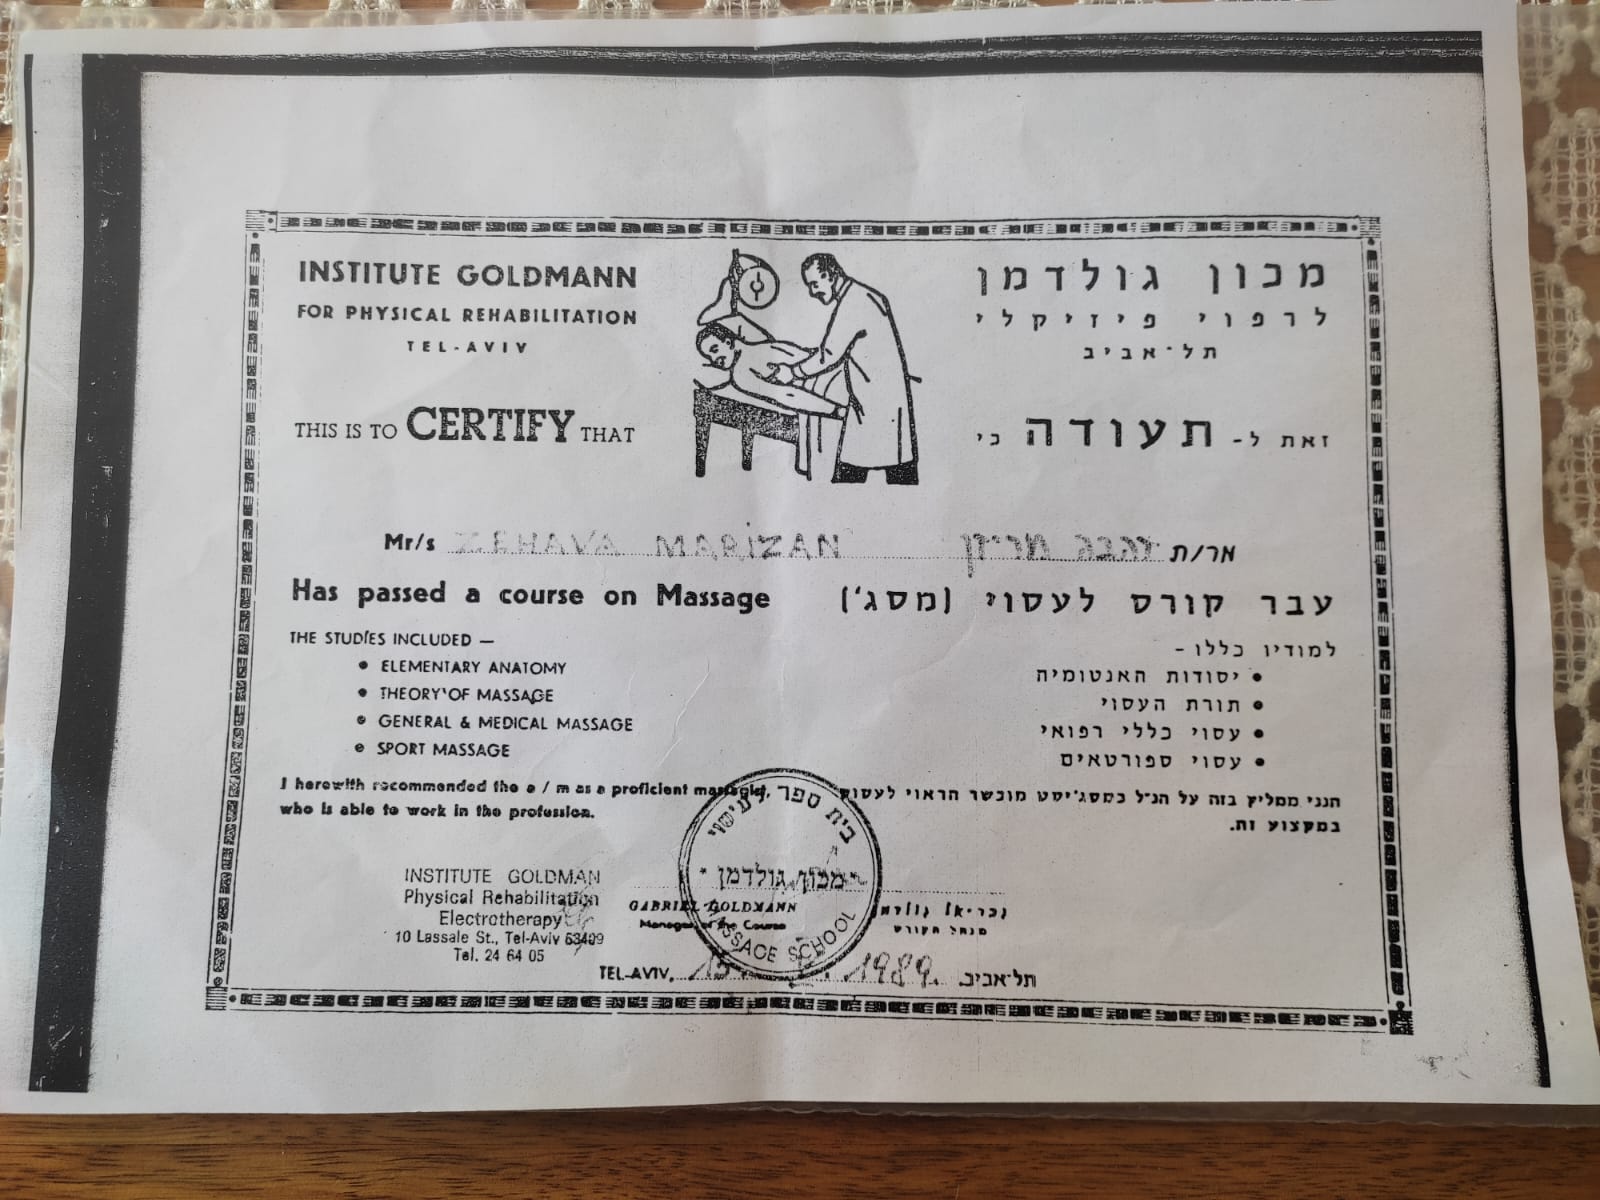 INSTITUTE GOLDMANN
FOR PHYSICAL REHABILITATION
TEL-AVIV
THIS IS TO CERTIFY THAT
מכון גולדמן
לרפוי פיזיקלי
תל-אביב
זאת ל- תעודה כי
Mr/s ZEHAVA MARIZAN
מר/ת זהבה מריזן
Has passed a course on Massage
עבר קורס לעסוי (מסג')
THE STUDIES INCLUDED —
• ELEMENTARY ANATOMY
• THEORY OF MASSAGE
• GENERAL & MEDICAL MASSAGE
• SPORT MASSAGE
למודיו כללו -
• יסודות האנטומיה
• תורת העסוי
• עסוי כללי רפואי
• עסוי ספורטאים
I herewith recommended the a / m as a proficient
who is able to work in the profession.
הנני ממליץ בזה על הנ״ל כמסג׳יסט מוכשר הראוי לעסוק
במקצוע זה.
INSTITUTE GOLDMAN
Physical Rehabilitation
Electrotherapy
10 Lassale St., Tel-Aviv 63409
Tel. 24 64 05
בית ספר לעיסוי
מכון גולדמן
MASSAGE SCHOOL
GABRIEL GOLDMANN
Manager of the Course
גבריאל גולדמן
מנהל הקורס
TEL-AVIV, 15. 1989. תל-אביב